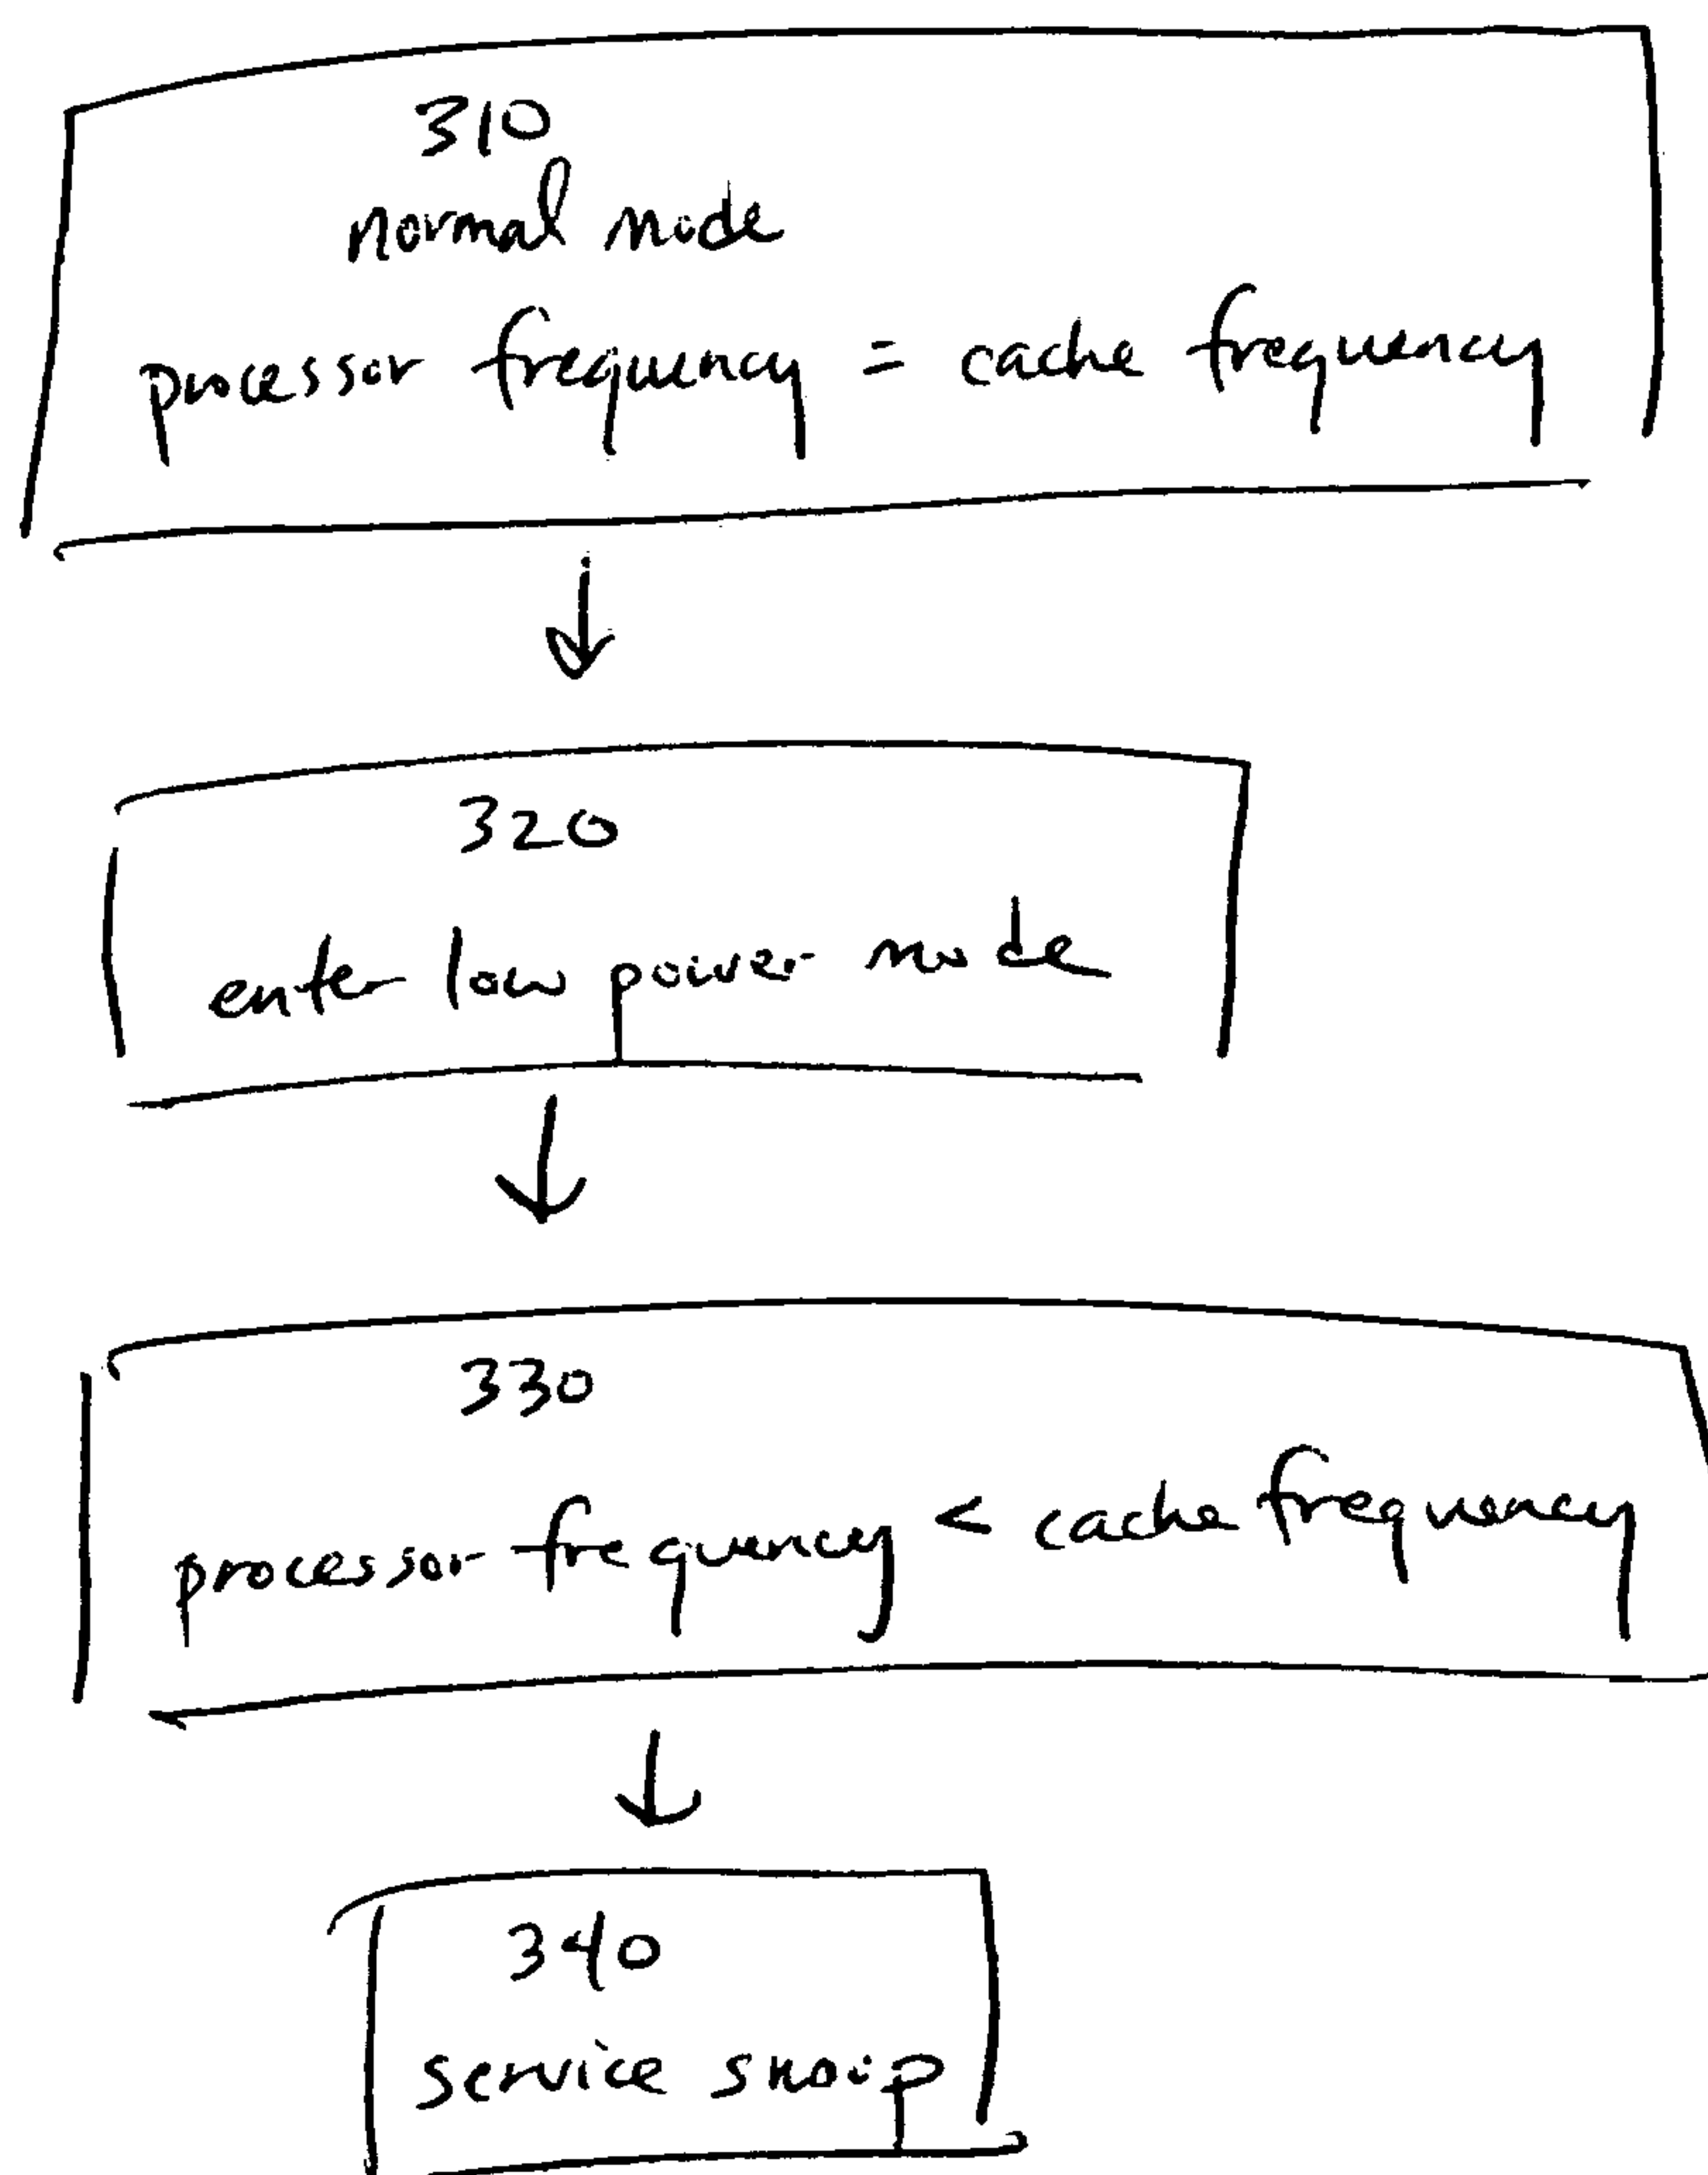 310
normal mode
processor frequency = cache frequency
320
enter low power mode
330
processor frequency < cache frequency
340
service snoop